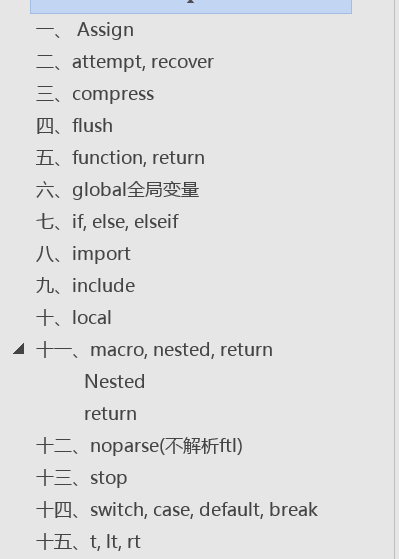 一、 Assign
二、attempt, recover
三、compress
四、flush
五、function, return
六、global全局变量
七、if, else, elseif
八、import
九、include
十、local
十一、macro, nested, return
Nested
return
十二、noparse(不解析ftl)
十三、stop
十四、switch, case, default, break
十五、t, lt, rt